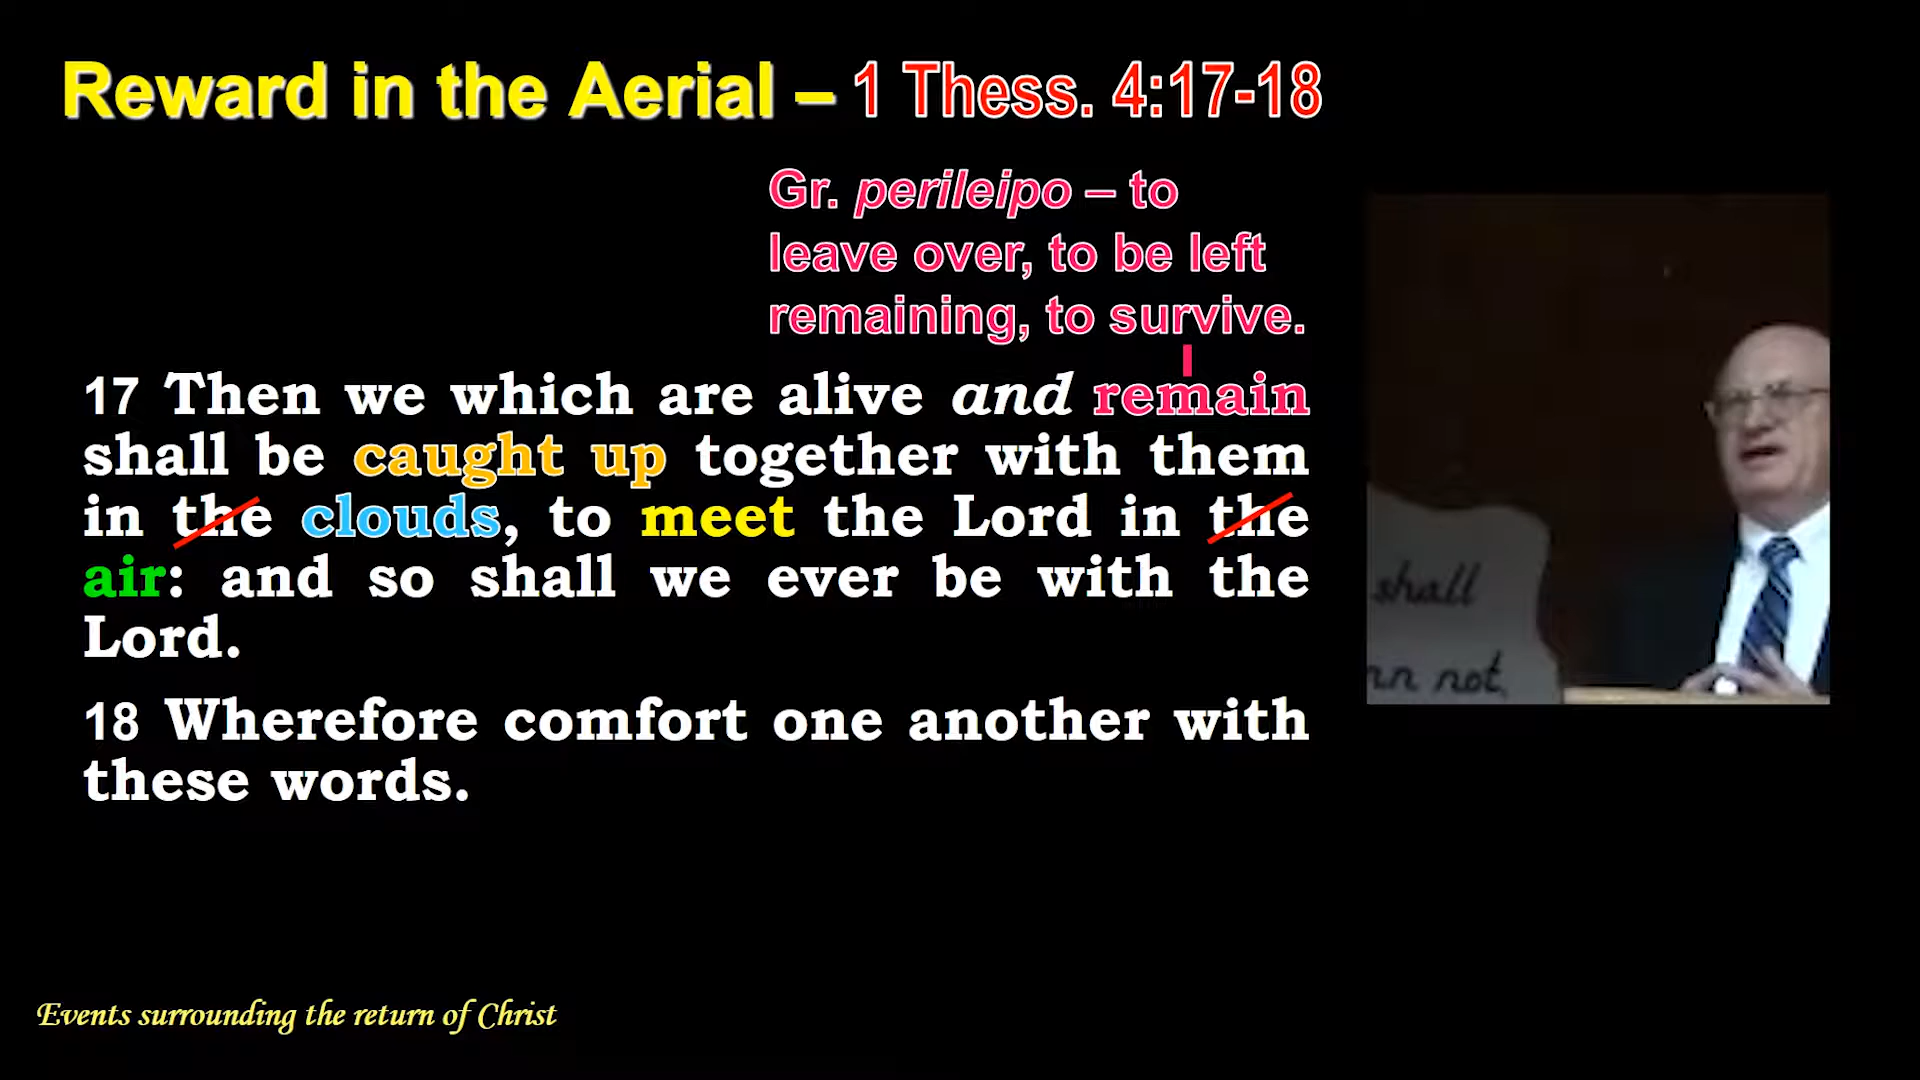 Reward in the Aerial – 1 Thess. 4:17-18
Gr. perileipo – to
leave over, to be left
remaining, to survive.
17 Then we which are alive and remain
shall be caught up together with them
in the clouds, to meet the Lord in the
air: and so shall we ever be with the
Lord.
18 Wherefore comfort one another with
these words.
shall
not
Events surrounding the return of Christ